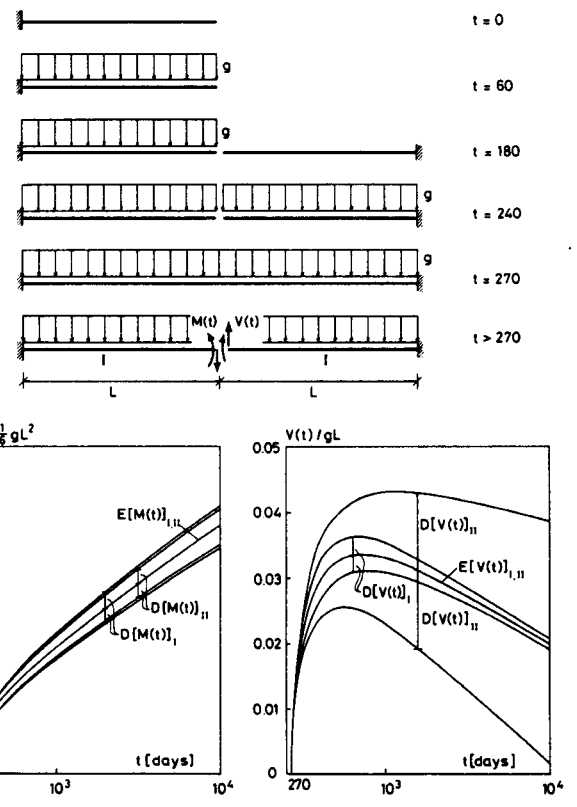 t = 0
g
t = 60
g
t = 180
g
t = 240
g
t = 270
M(t) V(t)
t > 270
I I
L L
gL²
E[M(t)]I,II
D[M(t)]II
D[M(t)]I
t [days]
10³ 10⁴
V(t)/gL
0.05
0.04
0.03
0.02
0.01
0
D[V(t)]II
E[V(t)]I,II
D[V(t)]I
D[V(t)]II
t [days]
270 10³ 10⁴